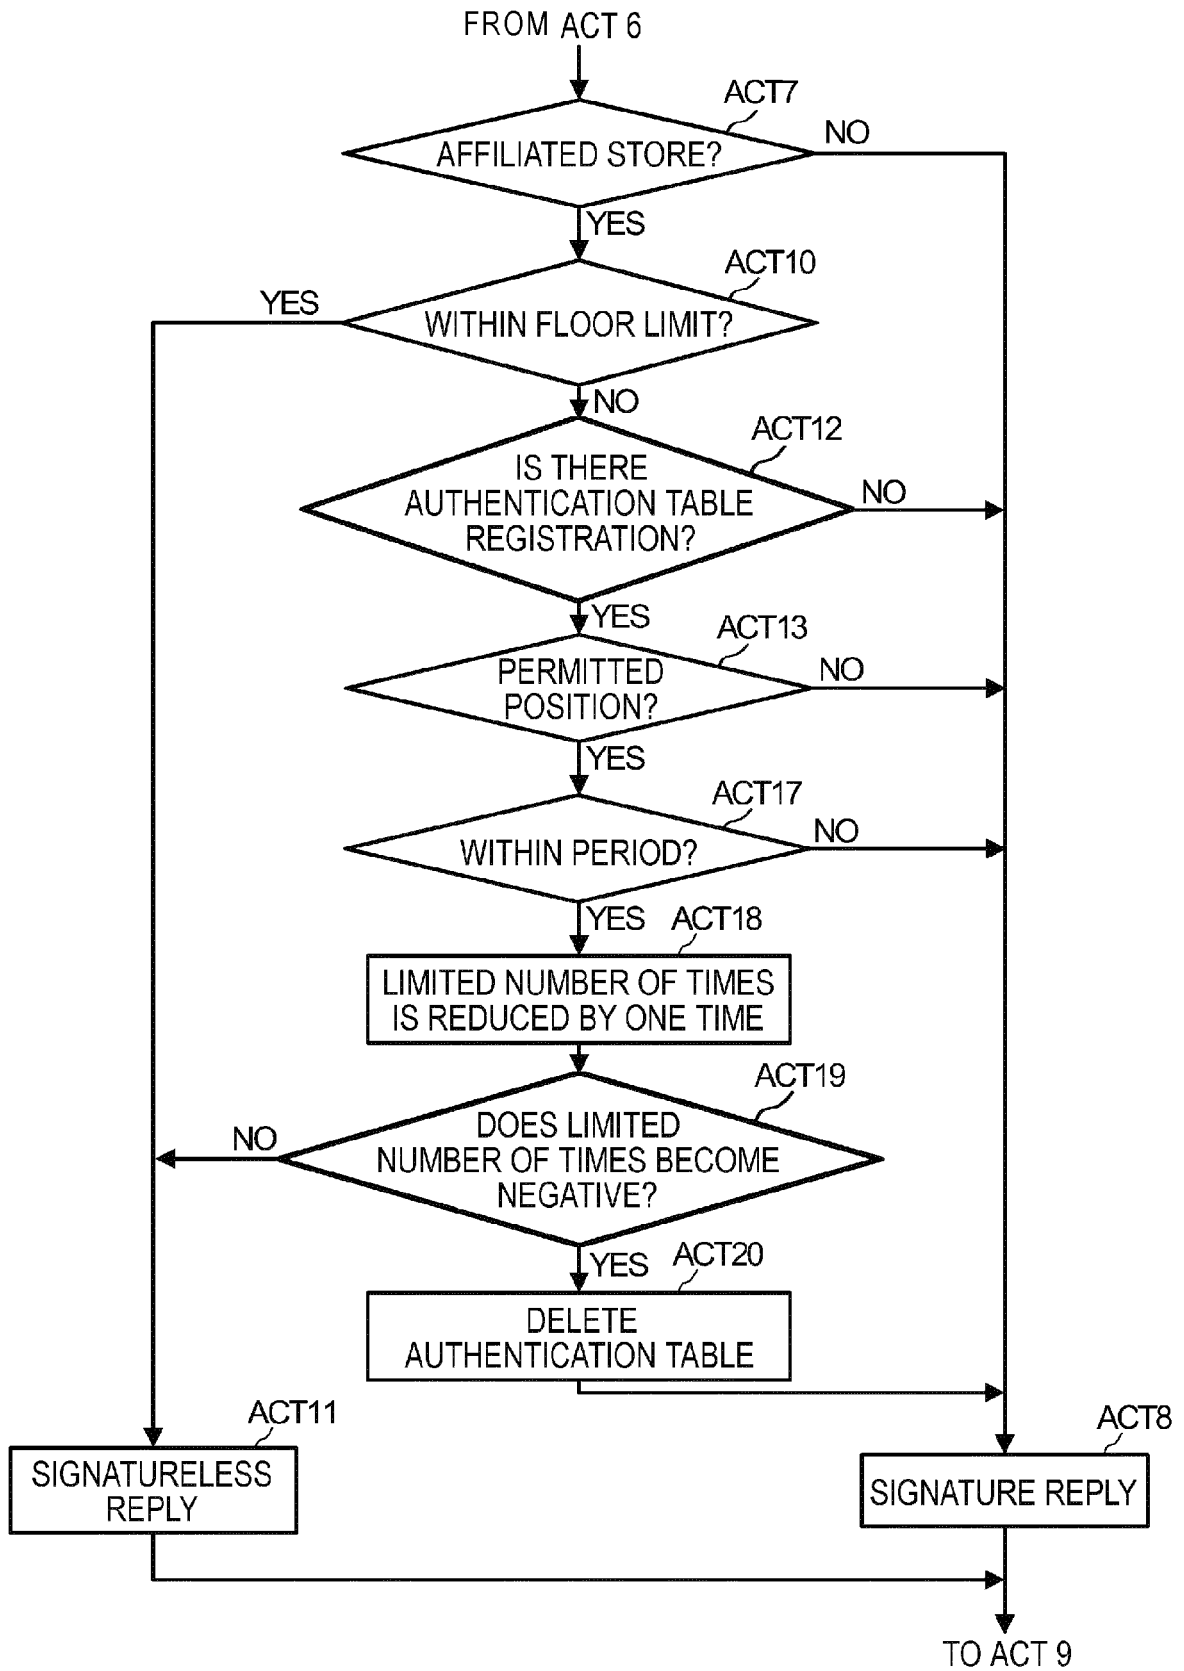 FROM ACT 6
ACT7
AFFILIATED STORE?
NO
YES
ACT10
YES
WITHIN FLOOR LIMIT?
NO
ACT12
IS THERE
AUTHENTICATION TABLE
REGISTRATION?
NO
YES
ACT13
PERMITTED
POSITION?
NO
YES
ACT17
WITHIN PERIOD?
NO
YES
ACT18
LIMITED NUMBER OF TIMES
IS REDUCED BY ONE TIME
ACT19
DOES LIMITED
NUMBER OF TIMES BECOME
NEGATIVE?
NO
YES
ACT20
DELETE
AUTHENTICATION TABLE
ACT11
SIGNATURELESS
REPLY
ACT8
SIGNATURE REPLY
TO ACT 9